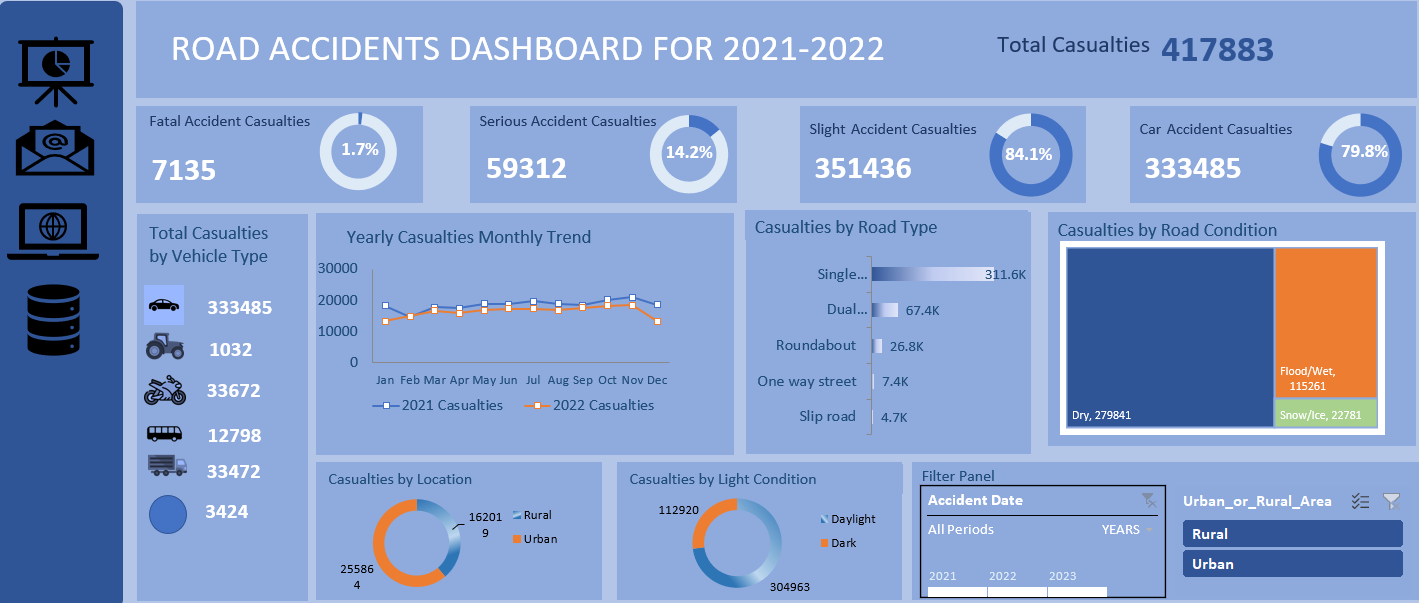 ROAD ACCIDENTS DASHBOARD FOR 2021-2022
Total Casualties 417883
Fatal Accident Casualties
7135
1.7%
Serious Accident Casualties
59312
14.2%
Slight Accident Casualties
351436
84.1%
Car Accident Casualties
333485
79.8%
Total Casualties
by Vehicle Type
333485
1032
33672
12798
33472
3424
Yearly Casualties Monthly Trend
30000
20000
10000
0
Jan Feb Mar Apr May Jun Jul Aug Sep Oct Nov Dec
2021 Casualties 2022 Casualties
Casualties by Road Type
Single... 311.6K
Dual... 67.4K
Roundabout 26.8K
One way street 7.4K
Slip road 4.7K
Casualties by Road Condition
Dry, 279841
Flood/Wet,
115261
Snow/Ice, 22781
Casualties by Location
16201
9
25586
4
Rural
Urban
Casualties by Light Condition
112920
304963
Daylight
Dark
Filter Panel
Accident Date
All Periods YEARS
2021 2022 2023
Urban_or_Rural_Area
Rural
Urban